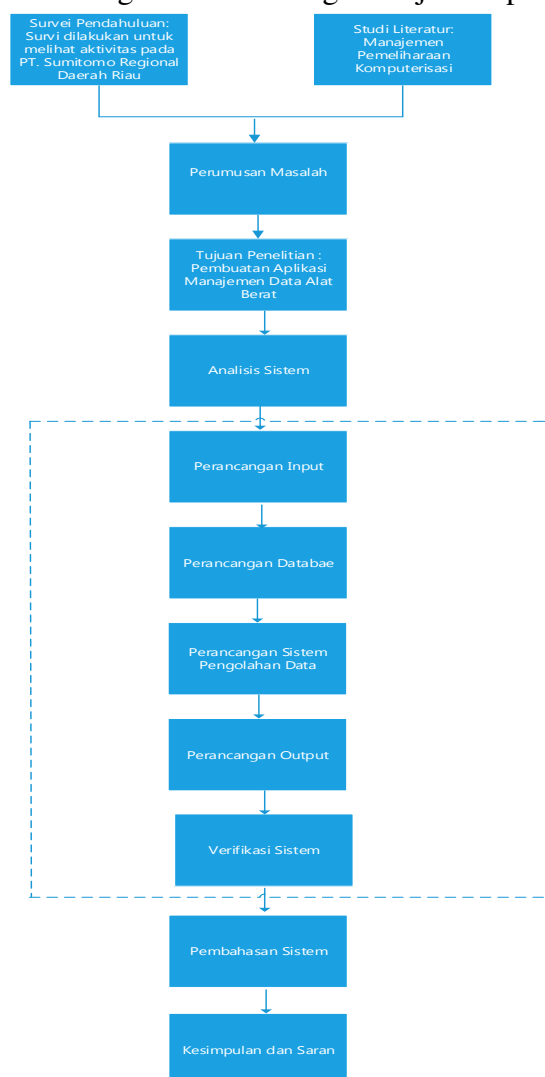 Survei Pendahuluan:
Survi dilakukan untuk
melihat aktivitas pada
PT. Sumitomo Regional
Daerah Riau
Studi Literatur:
Manajemen
Pemeliharaan
Komputerisasi
Perumusan Masalah
Tujuan Penelitian :
Pembuatan Aplikasi
Manajemen Data Alat
Berat
Analisis Sistem
Perancangan Input
Perancangan Databae
Perancangan Sistem
Pengolahan Data
Perancangan Output
Verifikasi Sistem
Pembahasan Sistem
Kesimpulan dan Saran